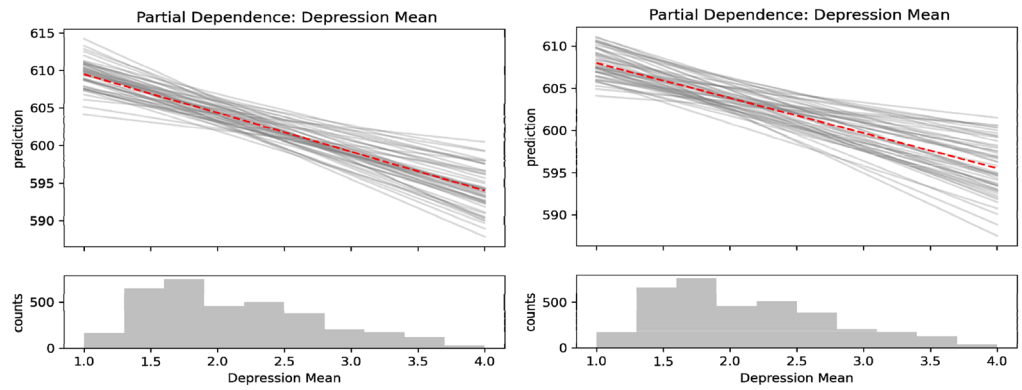 Partial Dependence: Depression Mean
615
610
605
600
595
590
prediction
1.0 1.5 2.0 2.5 3.0 3.5 4.0
500
0
counts
Depression Mean
Partial Dependence: Depression Mean
610
605
600
595
590
prediction
1.0 1.5 2.0 2.5 3.0 3.5 4.0
500
0
counts
Depression Mean